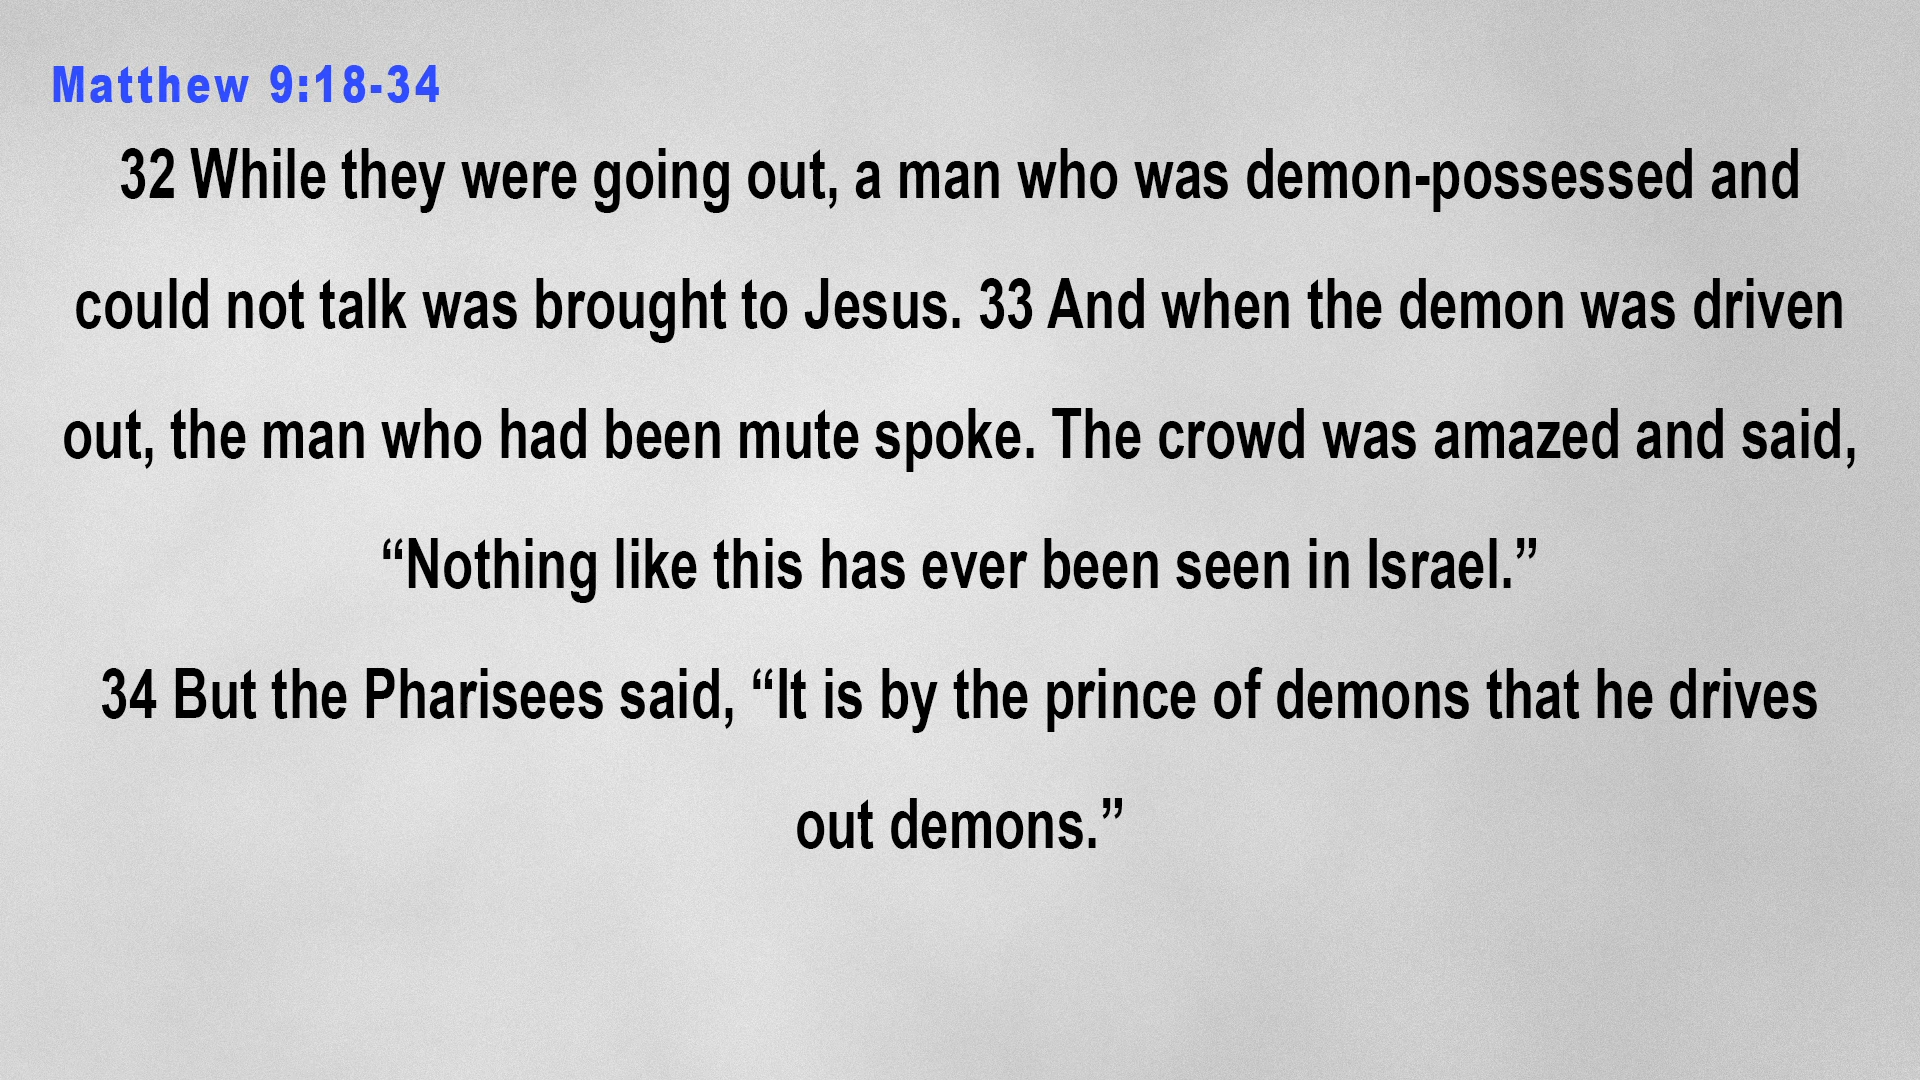 Matthew 9:18-34
32 While they were going out, a man who was demon-possessed and
could not talk was brought to Jesus. 33 And when the demon was driven
out, the man who had been mute spoke. The crowd was amazed and said,
“Nothing like this has ever been seen in Israel.”
34 But the Pharisees said, “It is by the prince of demons that he drives
out demons.”